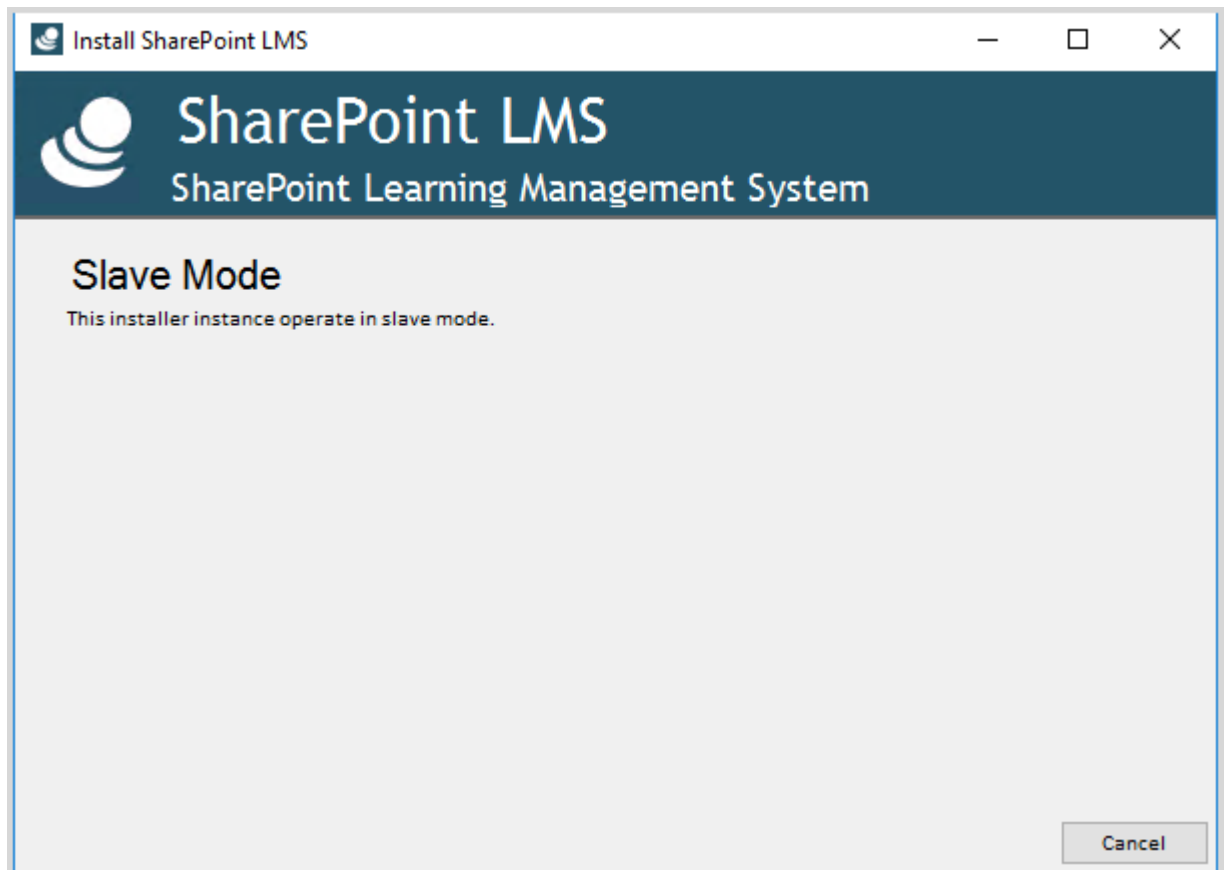 Install SharePoint LMS
SharePoint LMS
SharePoint Learning Management System
Slave Mode
This installer instance operate in slave mode.
Cancel